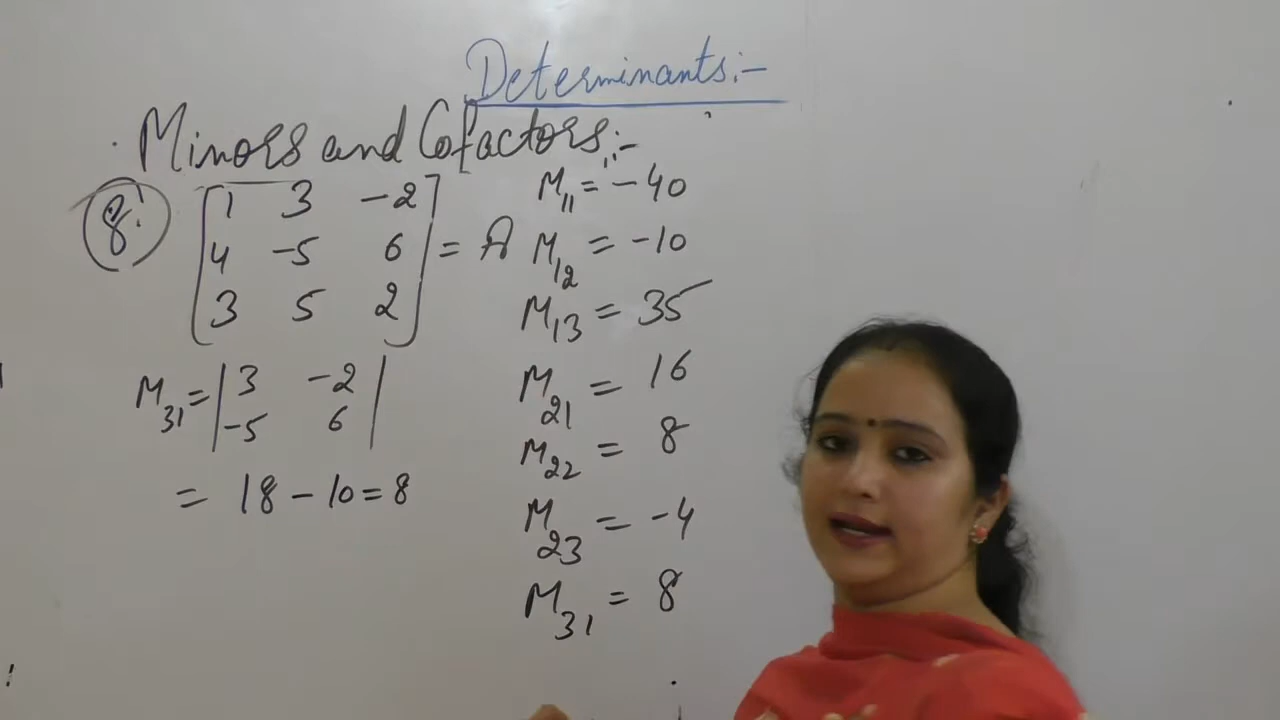 Determinants:-
Minors and Cofactors:-
8. [1 3 -2
4 -5 6
3 5 2] = A
M31 = |3 -2
-5 6|
= 18 - 10 = 8
M11 = -40
M12 = -10
M13 = 35
M21 = 16
M22 = 8
M23 = -4
M31 = 8